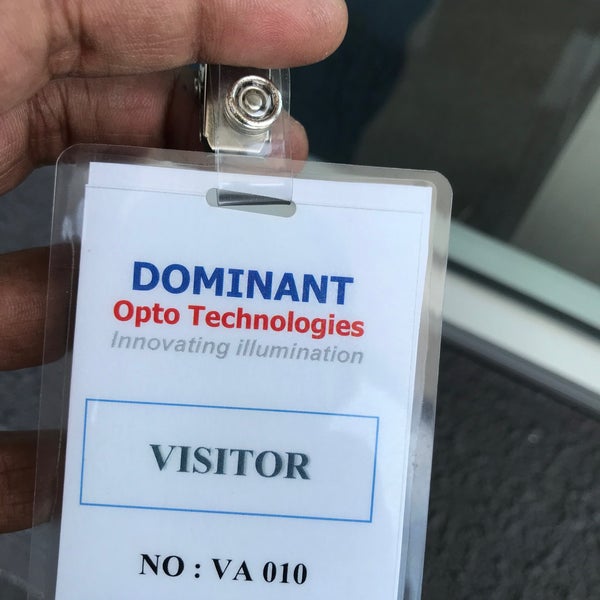 DOMINANT
Opto Technologies
Innovating illumination
VISITOR
NO : VA 010